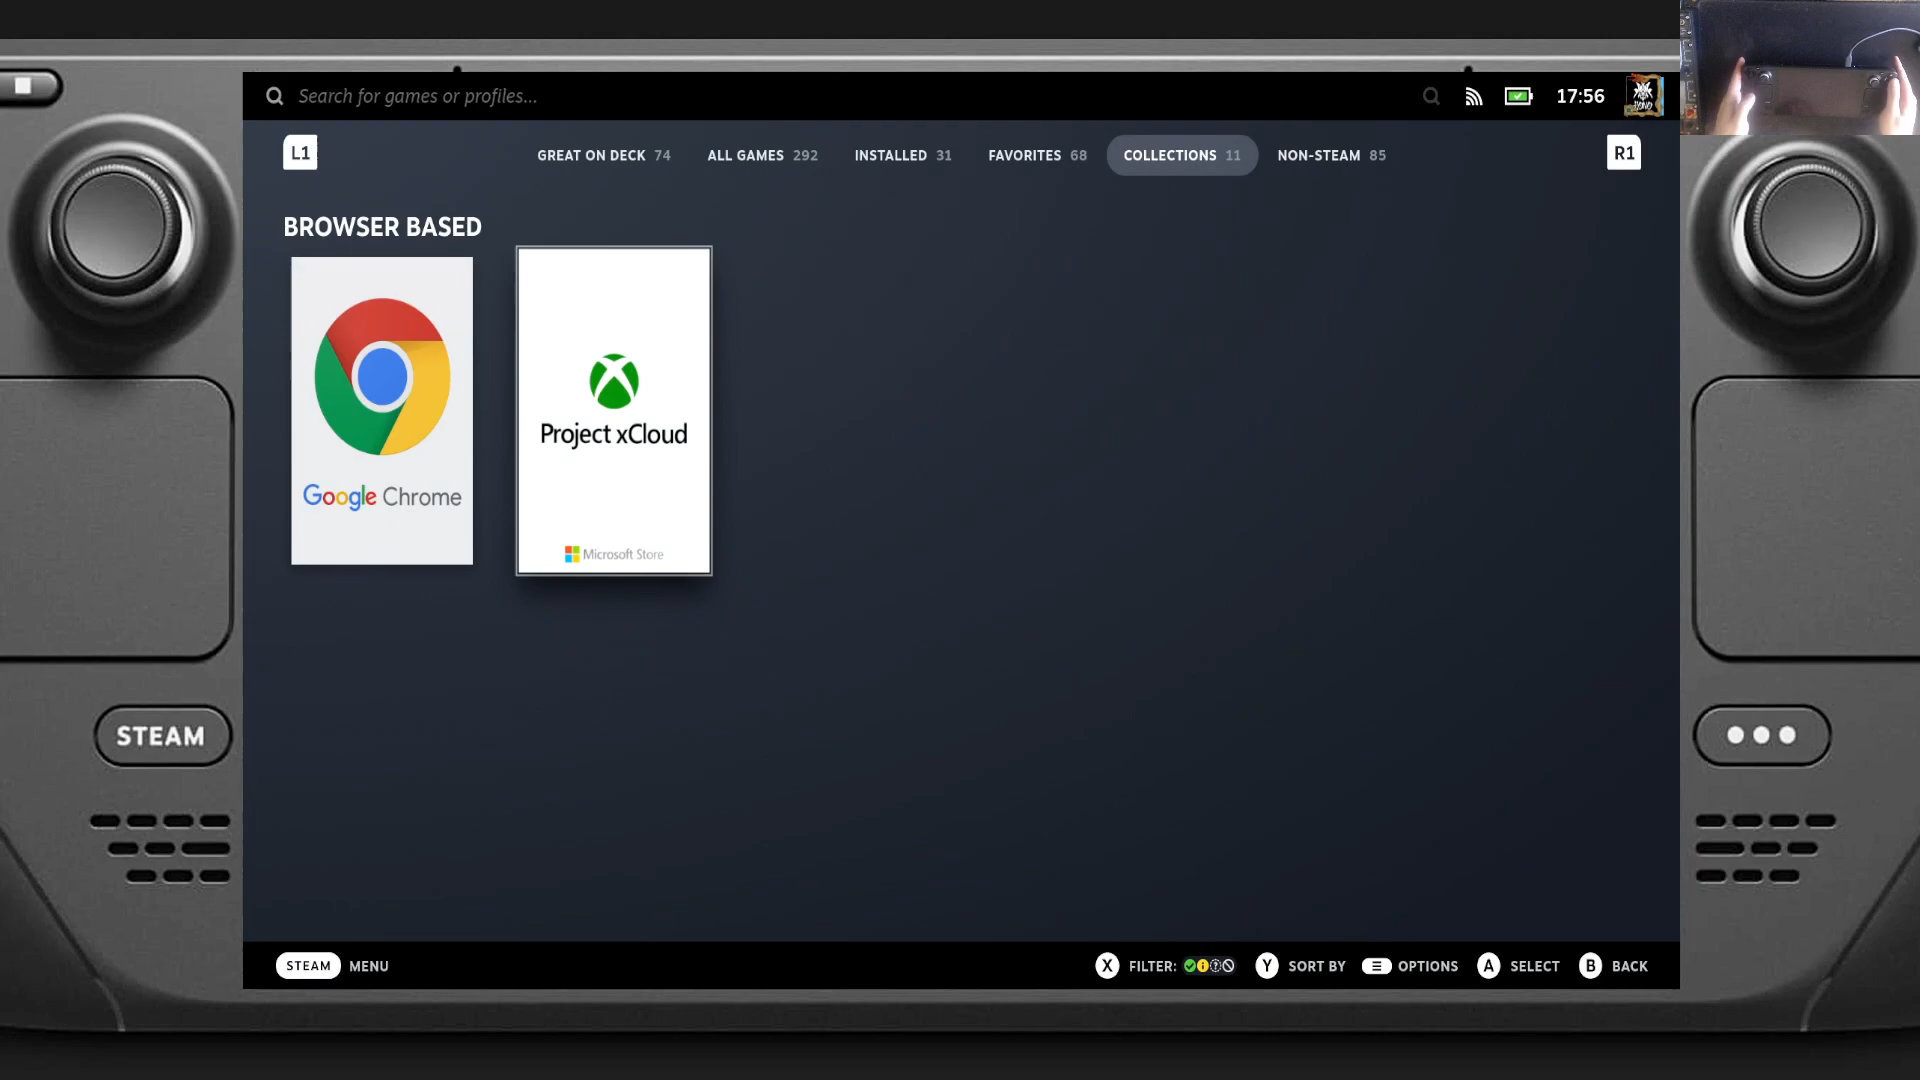 Search for games or profiles...
17:56
L1
GREAT ON DECK 74
ALL GAMES 292
INSTALLED 31
FAVORITES 68
COLLECTIONS 11
NON-STEAM 85
R1
BROWSER BASED
Google Chrome
Project xCloud
Microsoft Store
STEAM
STEAM MENU
X FILTER:
Y SORT BY
OPTIONS
A SELECT
B BACK